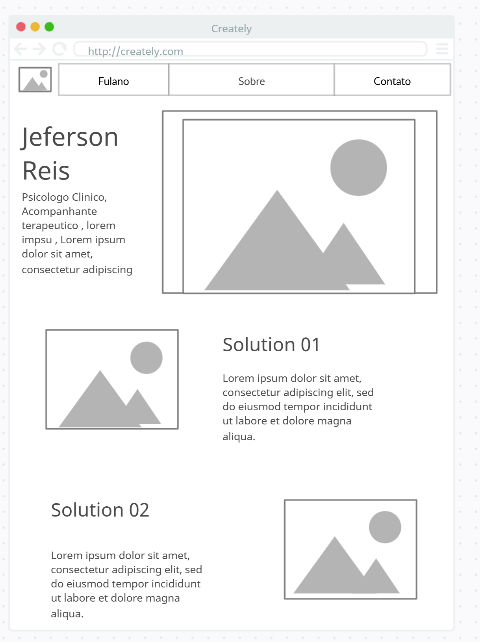 Creately
http://creately.com
Fulano Sobre Contato
Jeferson
Reis
Psicologo Clinico,
Acompanhante
terapeutico , lorem
impsu , Lorem ipsum
dolor sit amet,
consectetur adipiscing
Solution 01
Lorem ipsum dolor sit amet,
consectetur adipiscing elit, sed
do eiusmod tempor incididunt
ut labore et dolore magna
aliqua.
Solution 02
Lorem ipsum dolor sit amet,
consectetur adipiscing elit, sed
do eiusmod tempor incididunt
ut labore et dolore magna
aliqua.